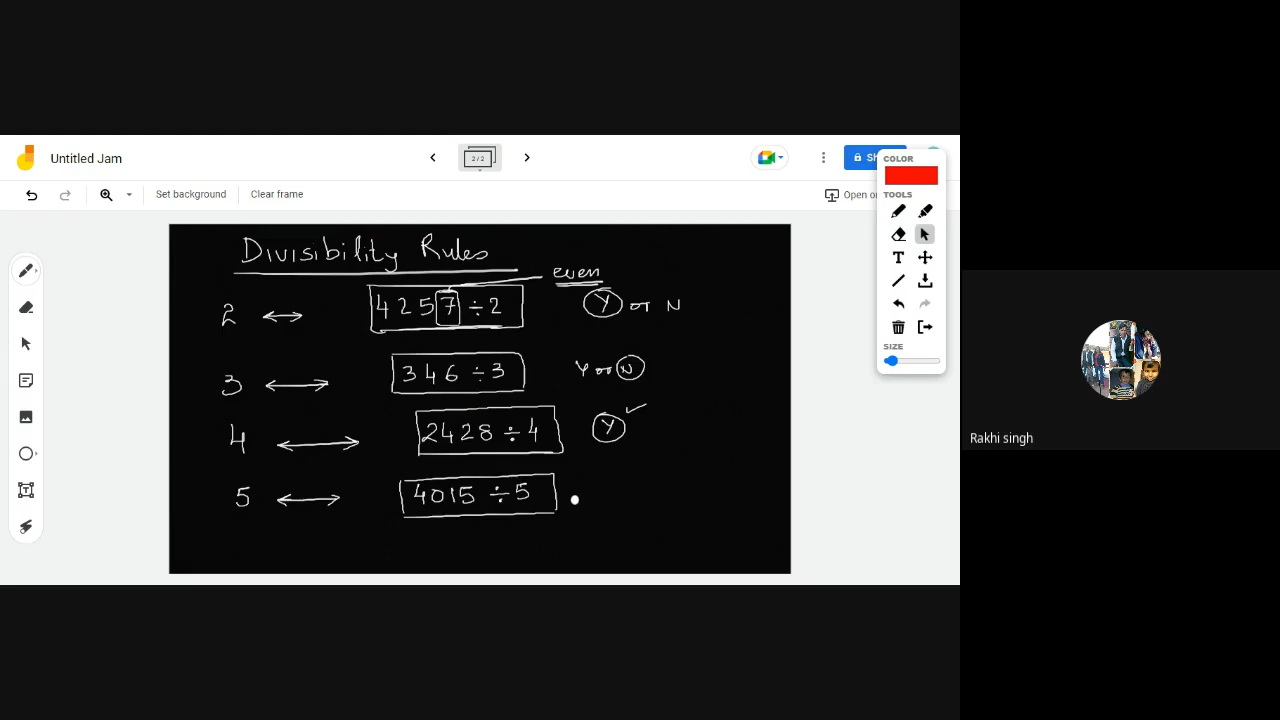 Untitled Jam
2/2
Sh
Set background
Clear frame
Open o
COLOR
TOOLS
SIZE
Divisibility Rules
even
2 ↔ 4257 ÷ 2 Y or N
3 ↔ 346 ÷ 3 Y or N
4 ↔ 2428 ÷ 4 Y ✓
5 ↔ 4015 ÷ 5
Rakhi singh